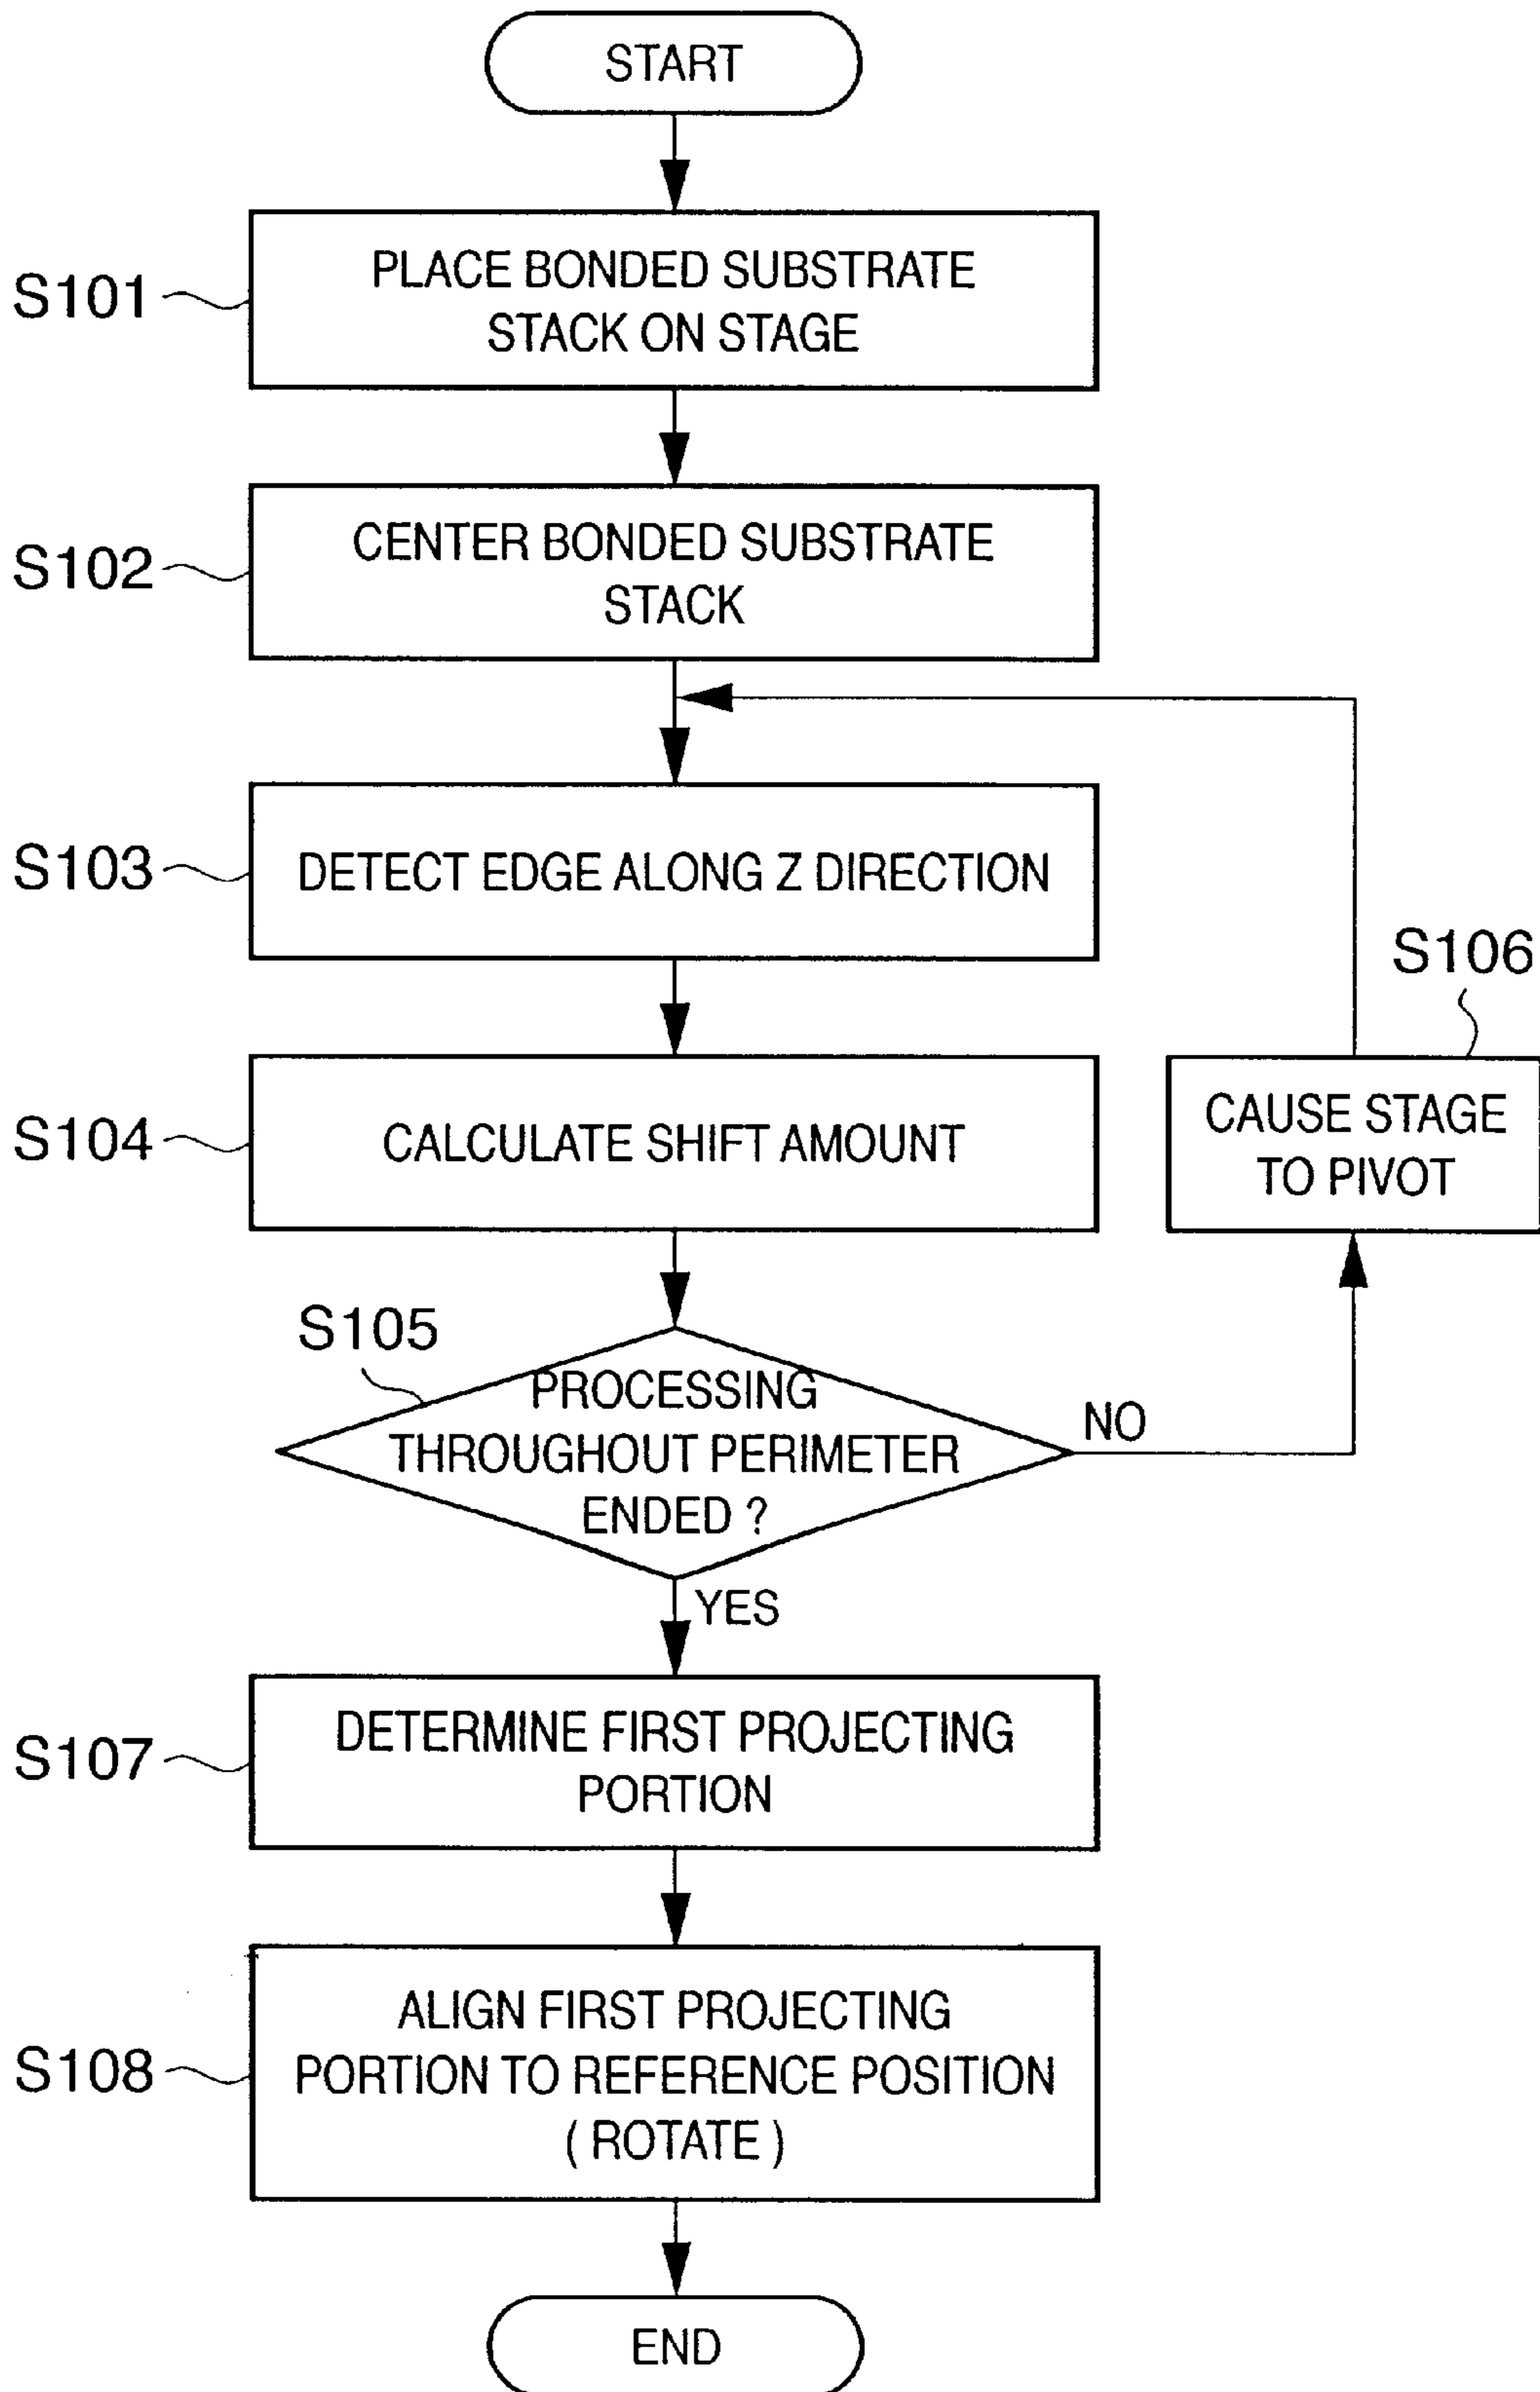 START
S101
PLACE BONDED SUBSTRATE
STACK ON STAGE
S102
CENTER BONDED SUBSTRATE
STACK
S103
DETECT EDGE ALONG Z DIRECTION
S106
CAUSE STAGE
TO PIVOT
S104
CALCULATE SHIFT AMOUNT
S105
PROCESSING
THROUGHOUT PERIMETER
ENDED ?
NO
YES
S107
DETERMINE FIRST PROJECTING
PORTION
S108
ALIGN FIRST PROJECTING
PORTION TO REFERENCE POSITION
( ROTATE )
END